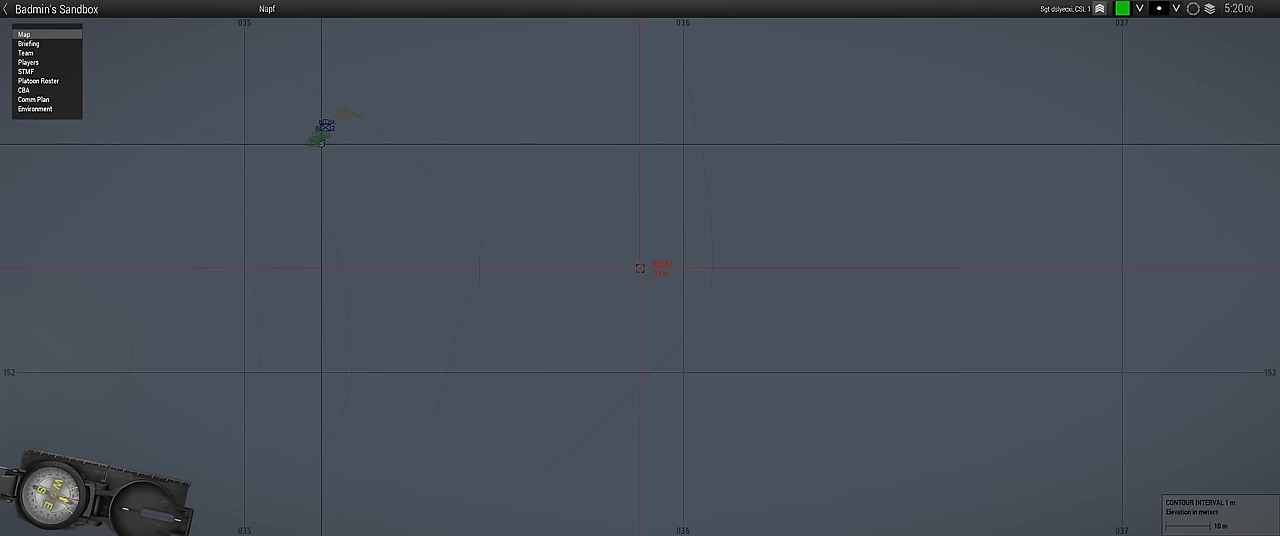 Badmin's Sandbox
Napf
Sgt dslyecxi, CSL 1
5:20 00
035
036
037
Map
Briefing
Team
Players
STMF
Platoon Roster
CBA
Comm Plan
Environment
152
152
CONTOUR INTERVAL 1 m
Elevation in meters
10 m
035
036
037
W
S
E